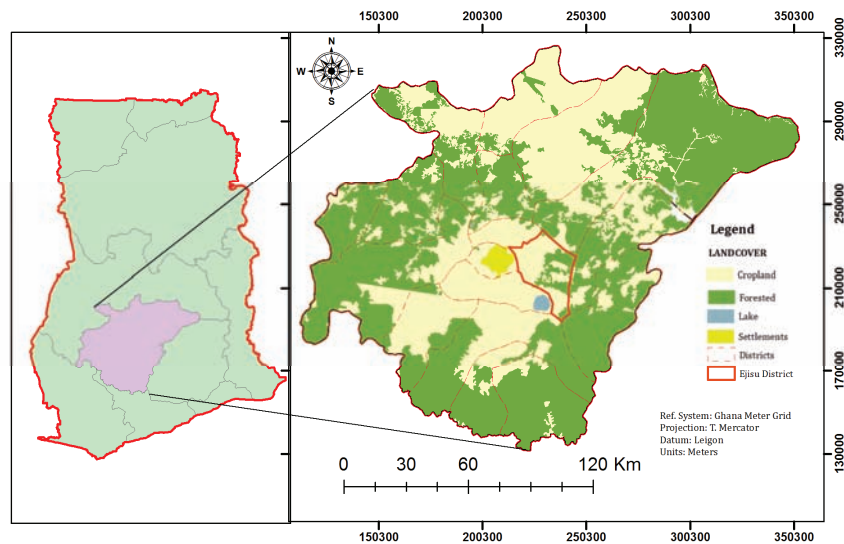 150300 200300 250300 300300 350300
330000
290000
250000
210000
170000
130000
N
W E
S
Legend
LANDCOVER
Cropland
Forested
Lake
Settlements
Districts
Ejisu District
Ref. System: Ghana Meter Grid
Projection: T. Mercator
Datum: Leigon
Units: Meters
0 30 60 120 Km
150300 200300 250300 300300 350300